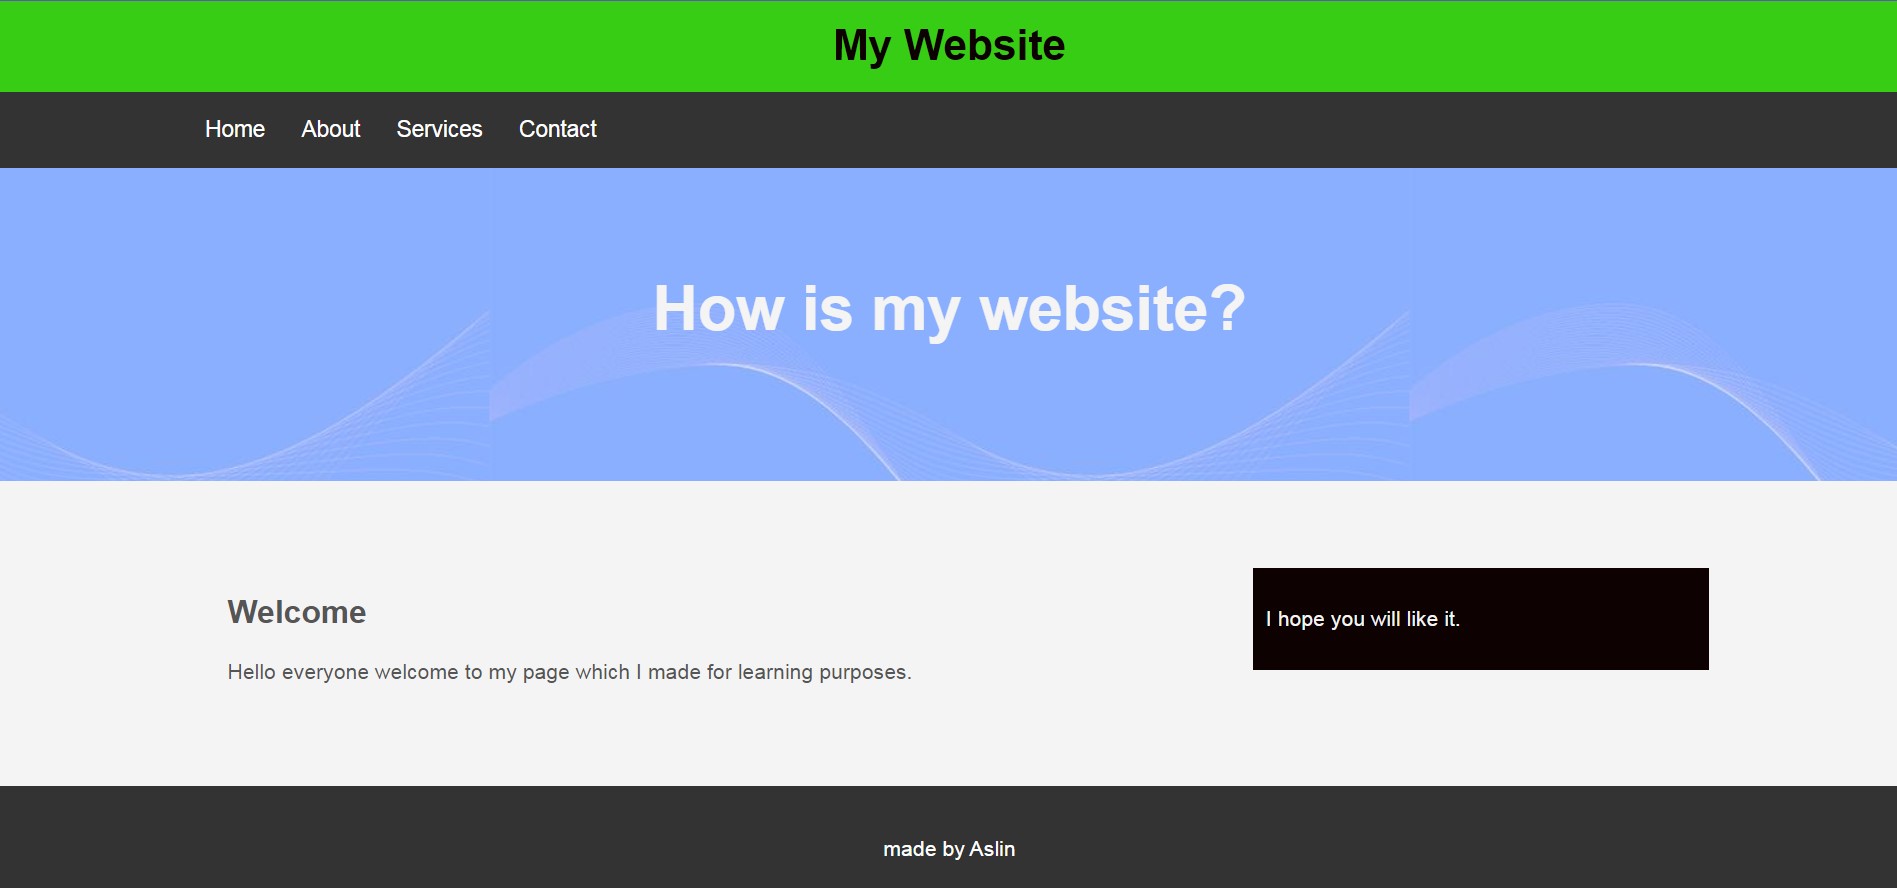 My Website
Home About Services Contact
How is my website?
Welcome
Hello everyone welcome to my page which I made for learning purposes.
I hope you will like it.
made by Aslin